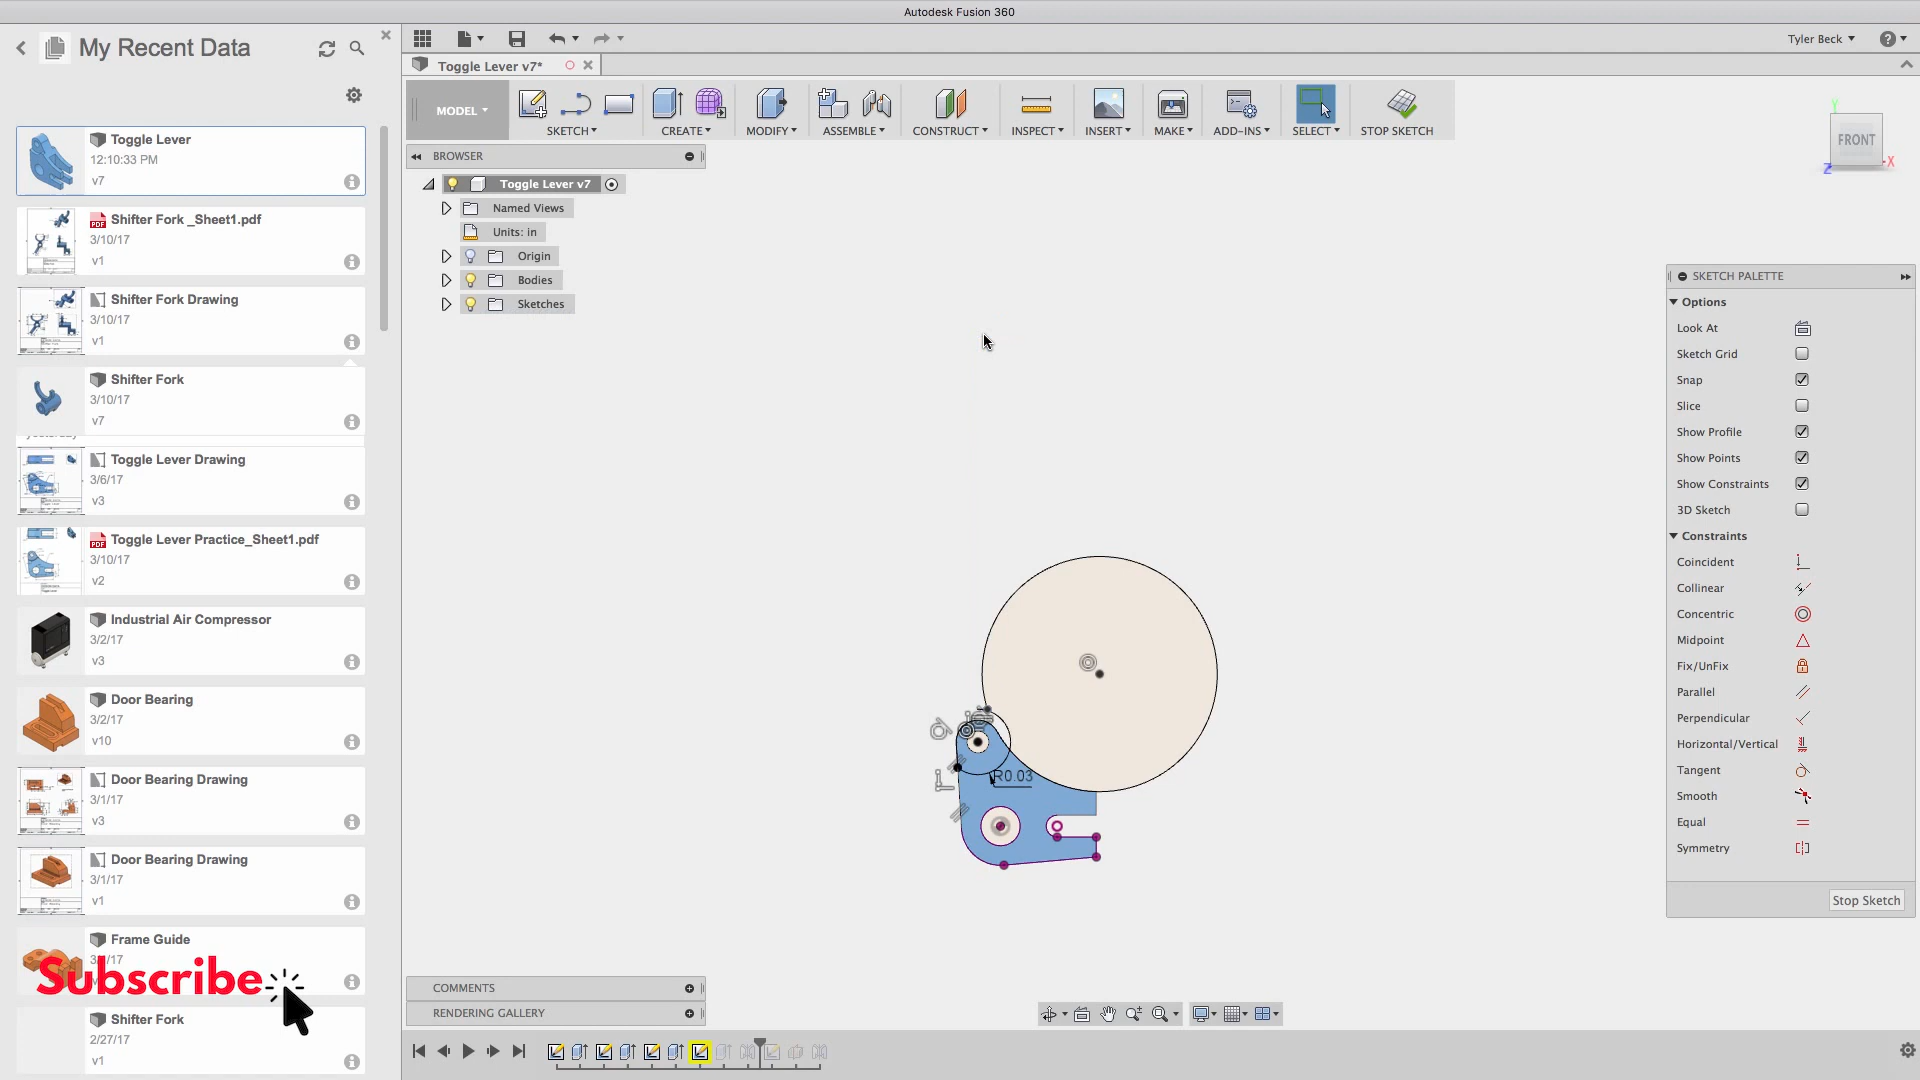 Autodesk Fusion 360
My Recent Data
Tyler Beck
Toggle Lever v7*
MODEL
SKETCH
CREATE
MODIFY
ASSEMBLE
CONSTRUCT
INSPECT
INSERT
MAKE
ADD-INS
SELECT
STOP SKETCH
Toggle Lever
12:10:33 PM
v7
Shifter Fork _Sheet1.pdf
3/10/17
v1
Shifter Fork Drawing
3/10/17
v1
Shifter Fork
3/10/17
v7
Toggle Lever Drawing
3/6/17
v3
Toggle Lever Practice_Sheet1.pdf
3/10/17
v2
Industrial Air Compressor
3/2/17
v3
Door Bearing
3/2/17
v10
Door Bearing Drawing
3/1/17
v3
Door Bearing Drawing
3/1/17
v1
Frame Guide
Subscribe
Shifter Fork
2/27/17
v1
BROWSER
Toggle Lever v7
Named Views
Units: in
Origin
Bodies
Sketches
FRONT
Y
X
Z
R0.03
SKETCH PALETTE
Options
Look At
Sketch Grid
Snap
Slice
Show Profile
Show Points
Show Constraints
3D Sketch
Constraints
Coincident
Collinear
Concentric
Midpoint
Fix/UnFix
Parallel
Perpendicular
Horizontal/Vertical
Tangent
Smooth
Equal
Symmetry
Stop Sketch
COMMENTS
RENDERING GALLERY